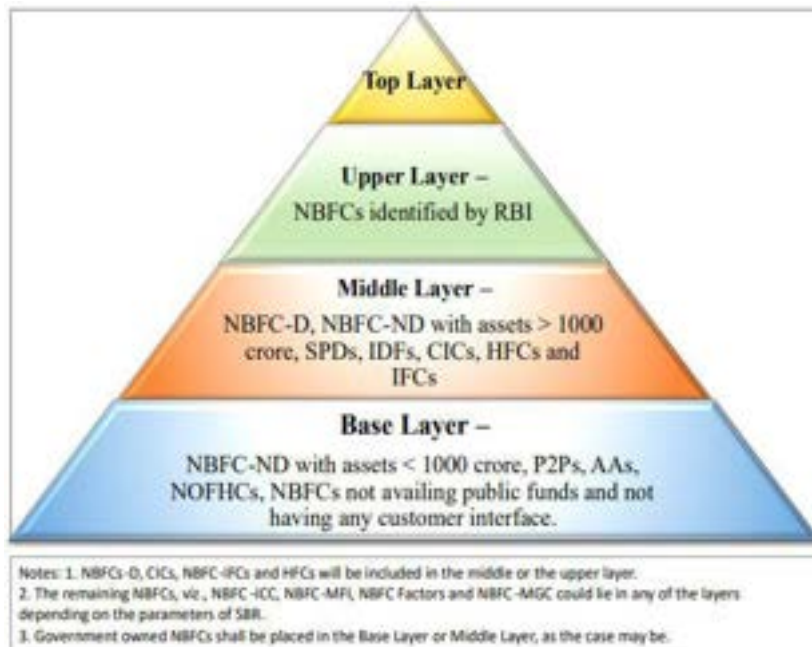 Top Layer
Upper Layer –
NBFCs identified by RBI
Middle Layer –
NBFC-D, NBFC-ND with assets > 1000
crore, SPDs, IDFs, CICs, HFCs and
IFCs
Base Layer –
NBFC-ND with assets < 1000 crore, P2Ps, AAs,
NOFHCs, NBFCs not availing public funds and not
having any customer interface.
Notes: 1. NBFCs-D, CICs, NBFC-IFCs and HFCs will be included in the middle or the upper layer.
2. The remaining NBFCs, viz., NBFC -ICC, NBFC-MFI, NBFC Factors and NBFC -MGC could lie in any of the layers
depending on the parameters of SBR.
3. Government owned NBFCs shall be placed in the Base Layer or Middle Layer, as the case may be.